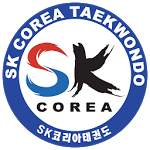 SK COREA TAEKWONDO
SK
COREA
SK코리아태권도